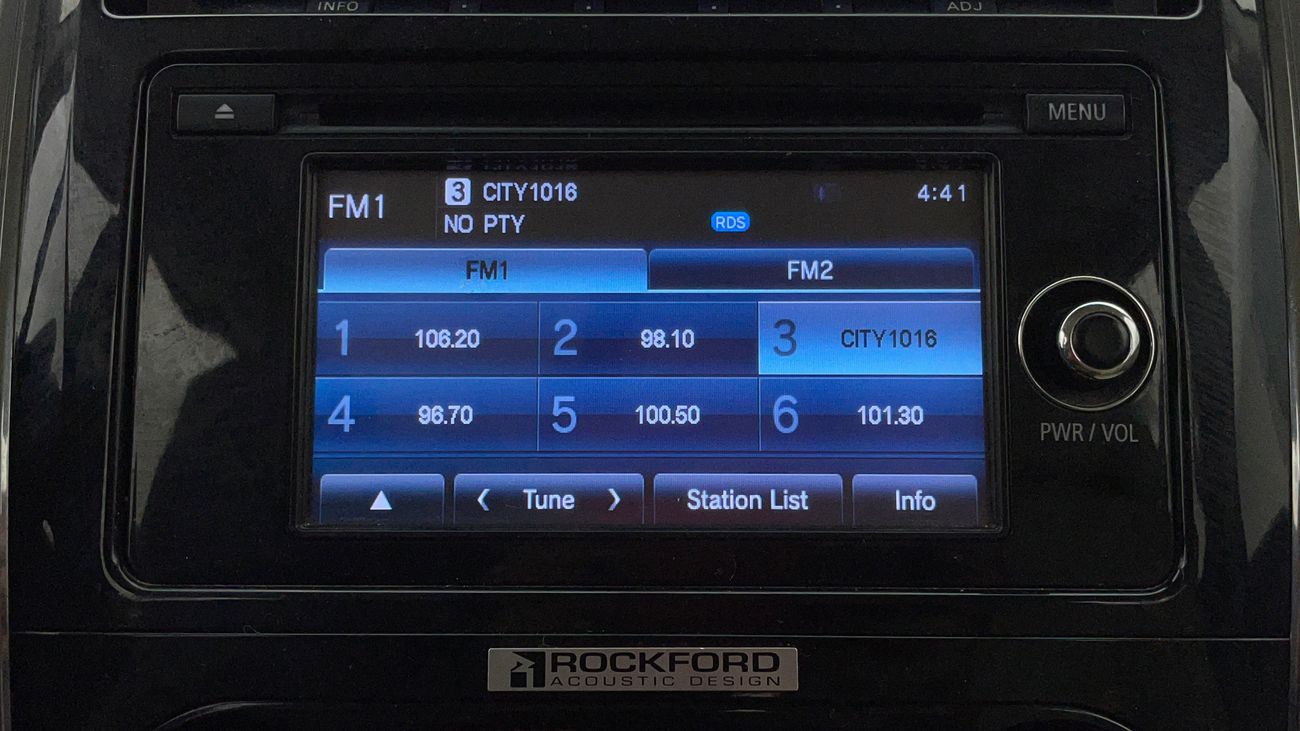 INFO ADJ
MENU
FM1 3 CITY1016 4:41
NO PTY RDS
FM1 FM2
1 106.20 2 98.10 3 CITY1016
4 96.70 5 100.50 6 101.30
Tune Station List Info
PWR / VOL
ROCKFORD
ACOUSTIC DESIGN